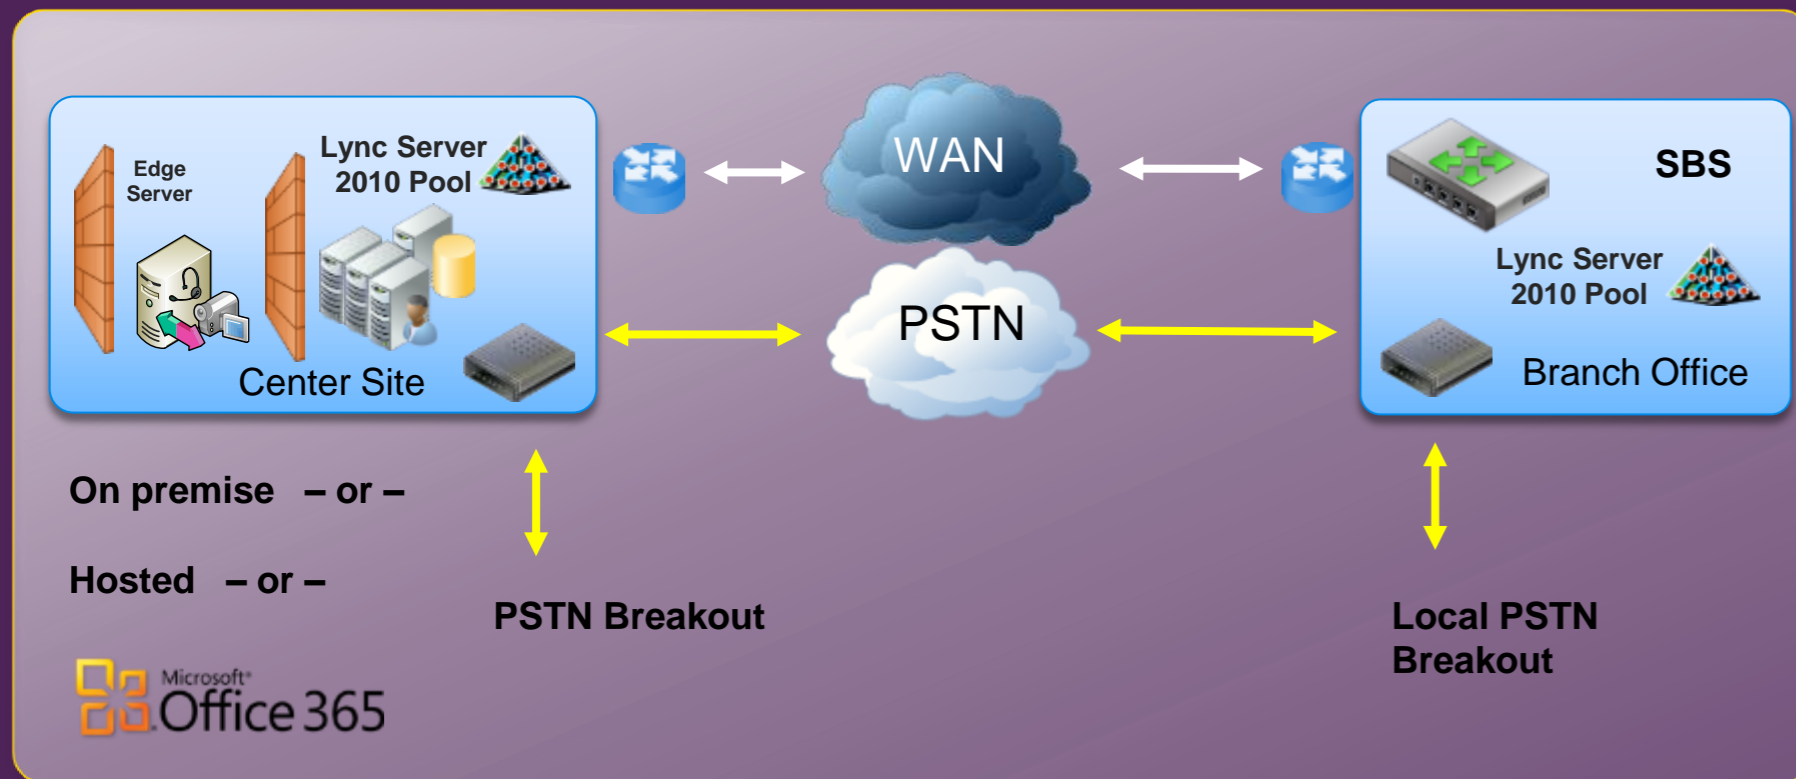 Edge
Server
Lync Server
2010 Pool
Center Site
WAN
PSTN
SBS
Lync Server
2010 Pool
Branch Office
On premise – or –
Hosted – or –
PSTN Breakout
Local PSTN
Breakout
Microsoft®
Office 365